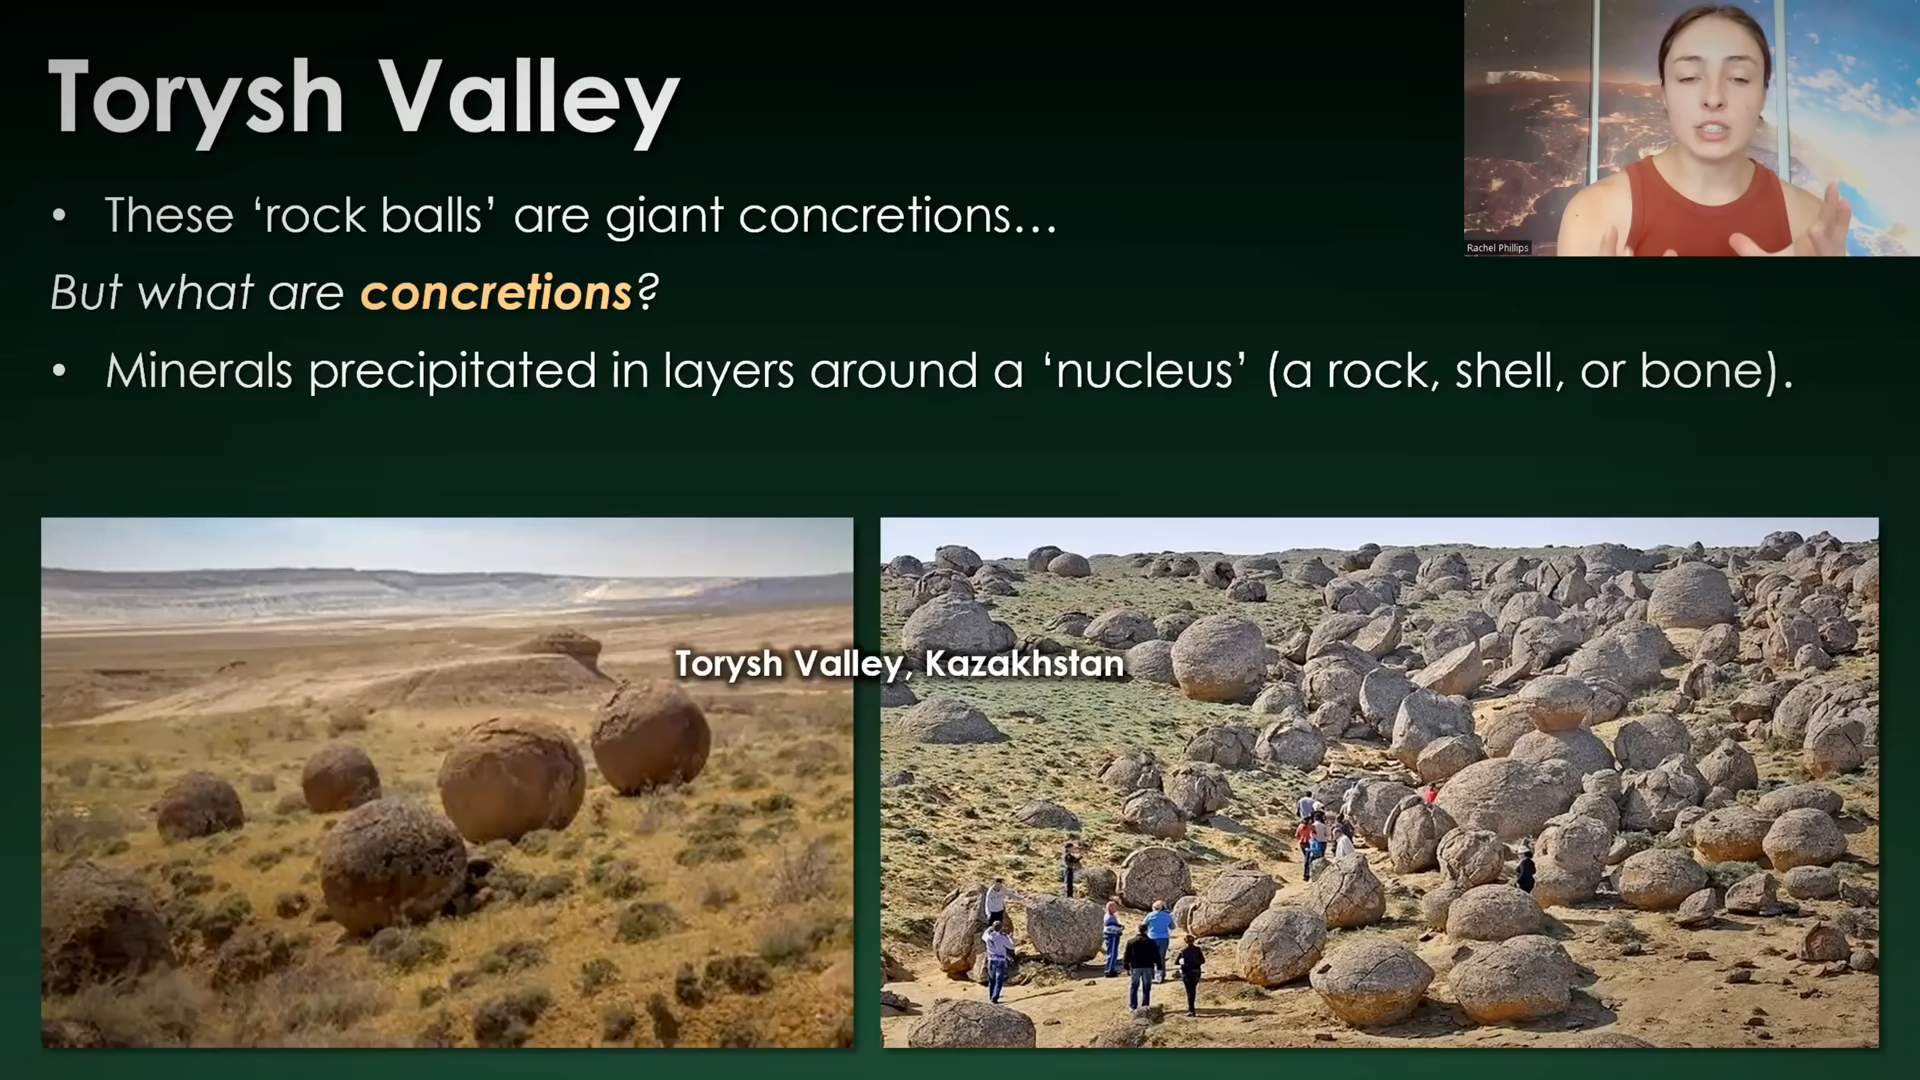 Torysh Valley
Rachel Phillips
• These ‘rock balls’ are giant concretions…
But what are concretions?
• Minerals precipitated in layers around a ‘nucleus’ (a rock, shell, or bone).
Torysh Valley, Kazakhstan